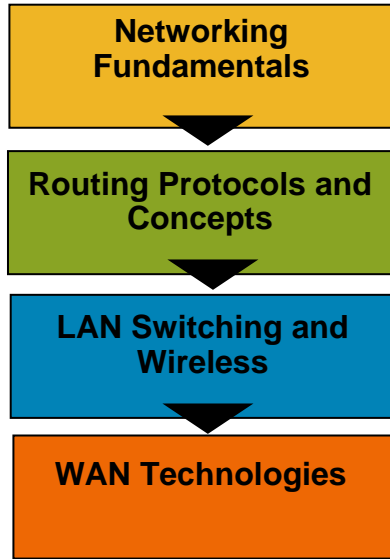 Networking
Fundamentals
Routing Protocols and
Concepts
LAN Switching and
Wireless
WAN Technologies